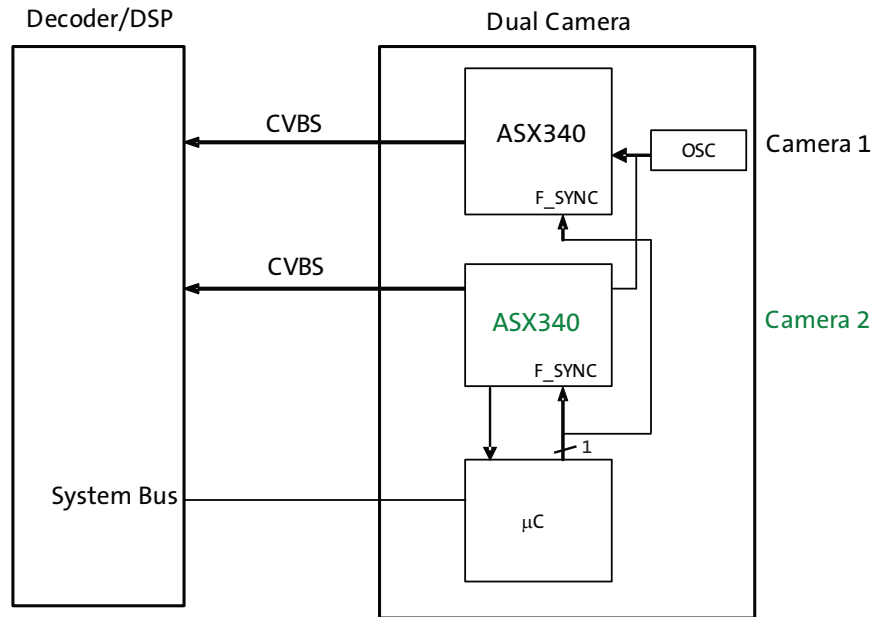 Decoder/DSP
Dual Camera
CVBS
ASX340
OSC
Camera 1
F_SYNC
CVBS
ASX340
Camera 2
F_SYNC
1
System Bus
μC